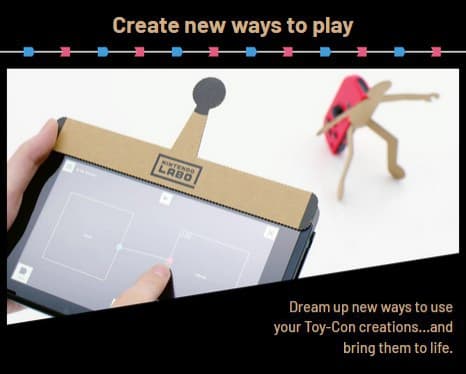 Create new ways to play
NINTENDO
LABO
Dream up new ways to use
your Toy-Con creations...and
bring them to life.